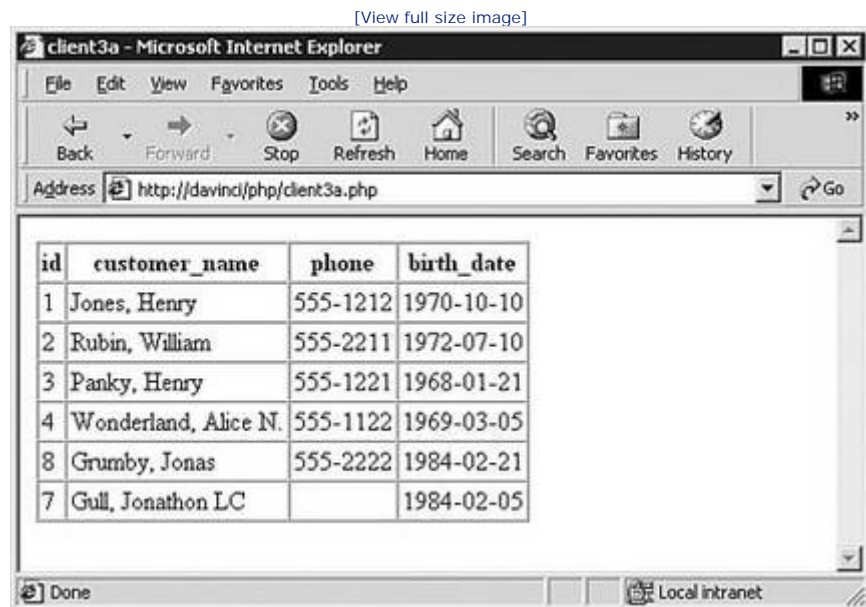 [View full size image]
client3a - Microsoft Internet Explorer
File Edit View Favorites Tools Help
Back Forward Stop Refresh Home Search Favorites History »
Address http://davinci/php/client3a.php Go
id customer_name phone birth_date
1 Jones, Henry 555-1212 1970-10-10
2 Rubin, William 555-2211 1972-07-10
3 Panky, Henry 555-1221 1968-01-21
4 Wonderland, Alice N. 555-1122 1969-03-05
8 Grumby, Jonas 555-2222 1984-02-21
7 Gull, Jonathon LC 1984-02-05
Done Local intranet